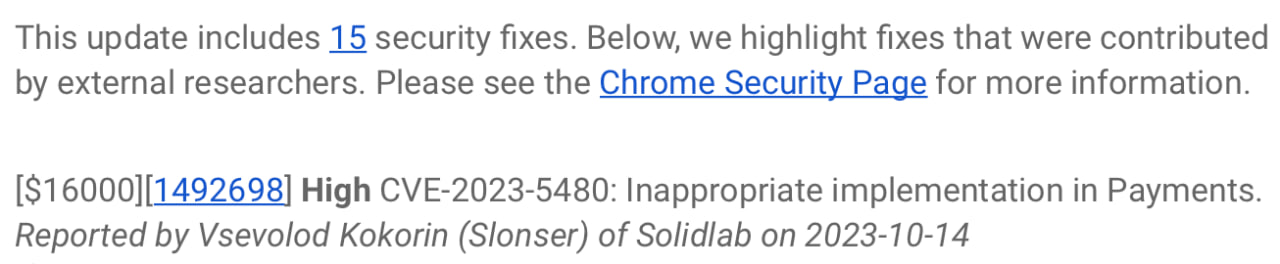 This update includes 15 security fixes. Below, we highlight fixes that were contributed
by external researchers. Please see the Chrome Security Page for more information.
[$16000][1492698] High CVE-2023-5480: Inappropriate implementation in Payments.
Reported by Vsevolod Kokorin (Slonser) of Solidlab on 2023-10-14